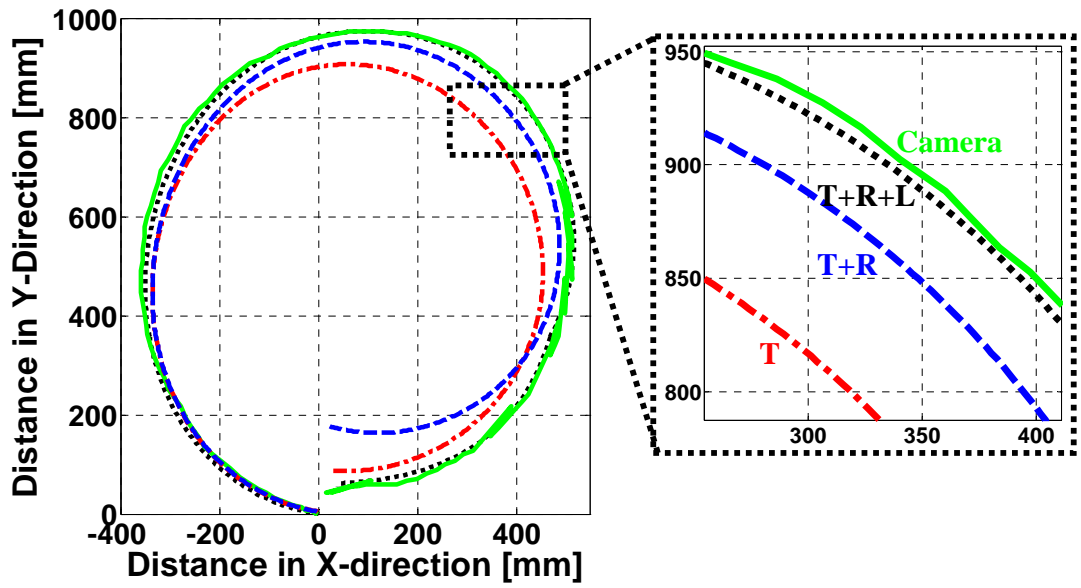 1000
800
600
400
200
0
-400 -200 0 200 400
Distance in Y-Direction [mm]
Distance in X-direction [mm]
950
900
850
800
300 350 400
Camera
T+R+L
T+R
T